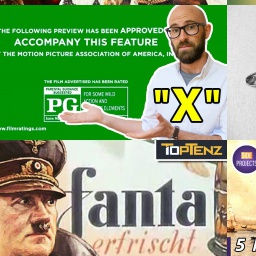 THE FOLLOWING PREVIEW HAS BEEN APPROVED
ACCOMPANY THIS FEATURE
THE MOTION PICTURE ASSOCIATION OF AMERICA, IN
THE FILM ADVERTISED HAS BEEN RATED
PARENTAL GUIDANCE SUGGESTED
PG
FOR SOME MILD
ACTION AND
ELEMENTS
www.filmratings.com
"X"
TOPTENZ
fanta
erfrischt
SIDE
PROJECTS
5 T